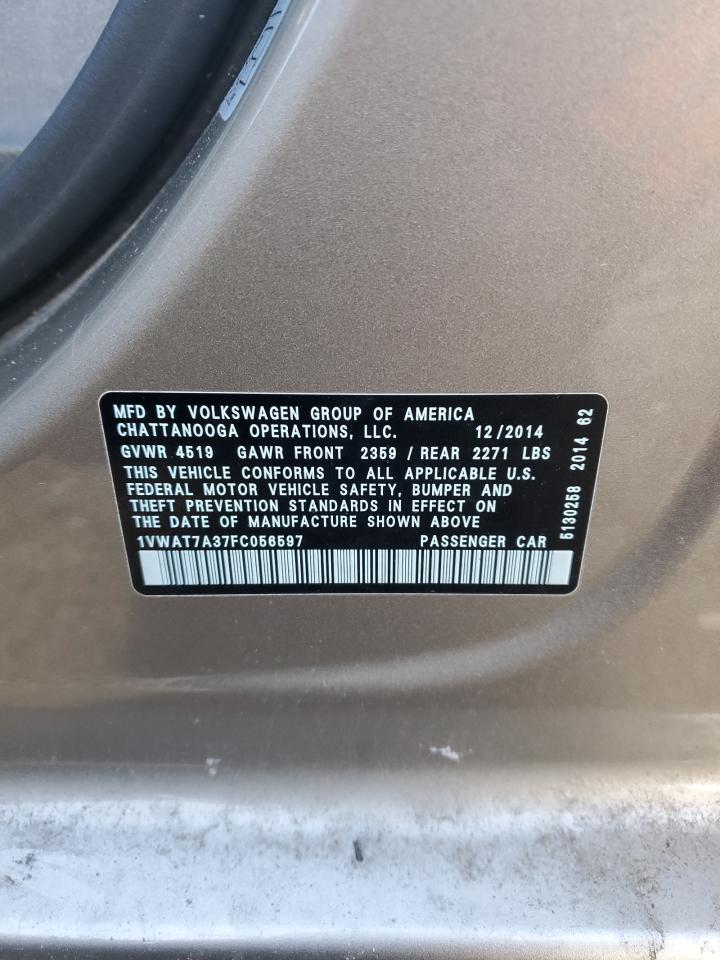 MFD BY VOLKSWAGEN GROUP OF AMERICA
CHATTANOOGA OPERATIONS, LLC. 12/2014
GVWR 4519 GAWR FRONT 2359 / REAR 2271 LBS
THIS VEHICLE CONFORMS TO ALL APPLICABLE U.S.
FEDERAL MOTOR VEHICLE SAFETY, BUMPER AND
THEFT PREVENTION STANDARDS IN EFFECT ON
THE DATE OF MANUFACTURE SHOWN ABOVE
1VWAT7A37FC056597 PASSENGER CAR
5130258 2014 62